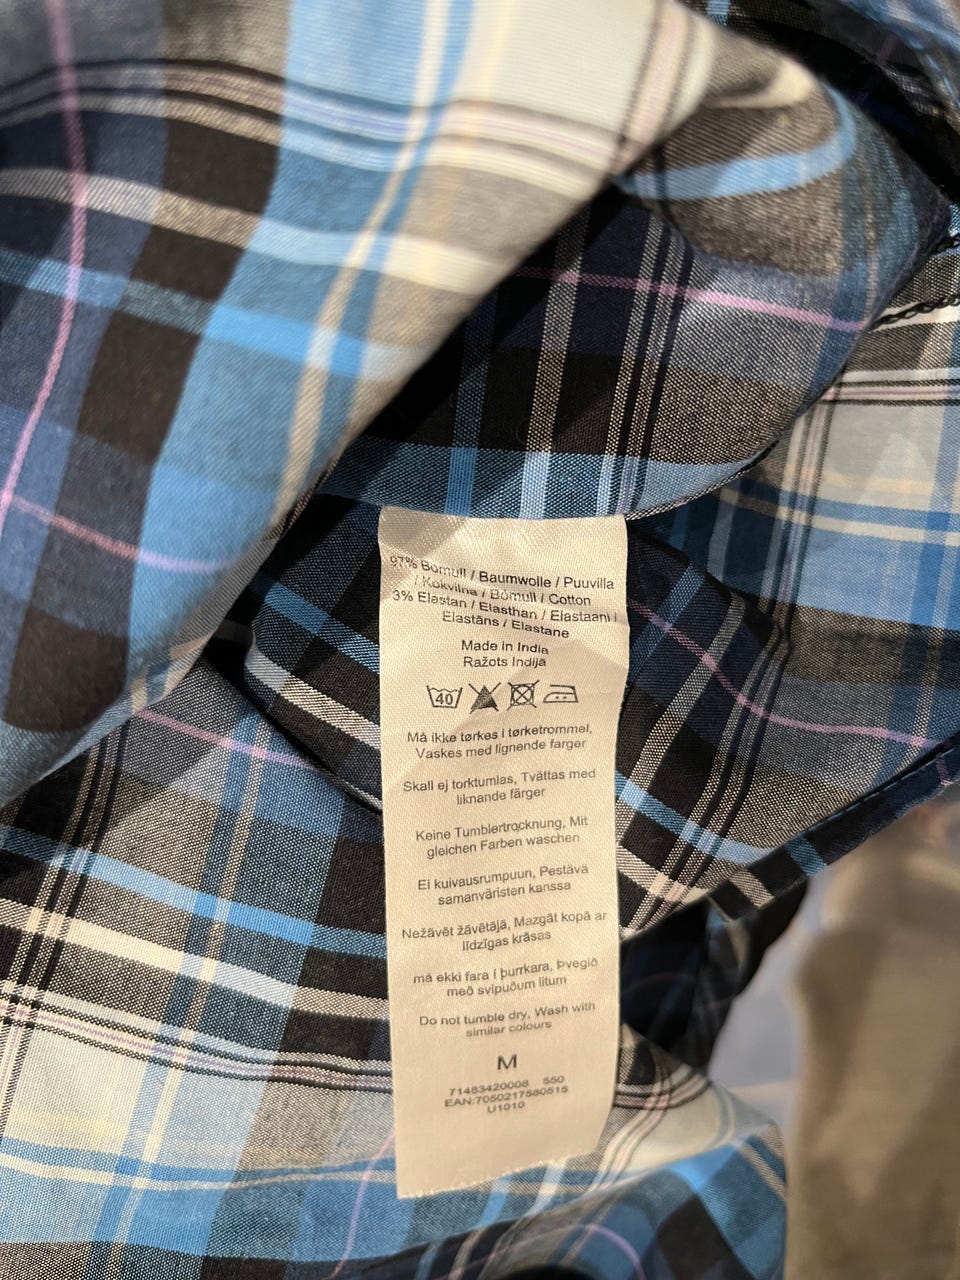 97% Bomull / Baumwolle / Puuvilla
/ Kokvilna / Bómull / Cotton
3% Elastan / Elasthan / Elastaani /
Elastāns / Elastane
Made in India
Ražots Indijā
40
Må ikke tørkes i tørketrommel,
Vaskes med lignende farger
Skall ej torktumlas, Tvättas med
liknande färger
Keine Tumblertrocknung, Mit
gleichen Farben waschen
Ei kuivausrumpuun, Pestävä
samanväristen kanssa
Nežāvēt žāvētājā, Mazgāt kopā ar
līdzīgas krāsas
má ekki fara í þurrkara, Þvegið
með svipuðum litum
Do not tumble dry, Wash with
similar colours
M
71483420008 550
EAN:7050217580515
U1010